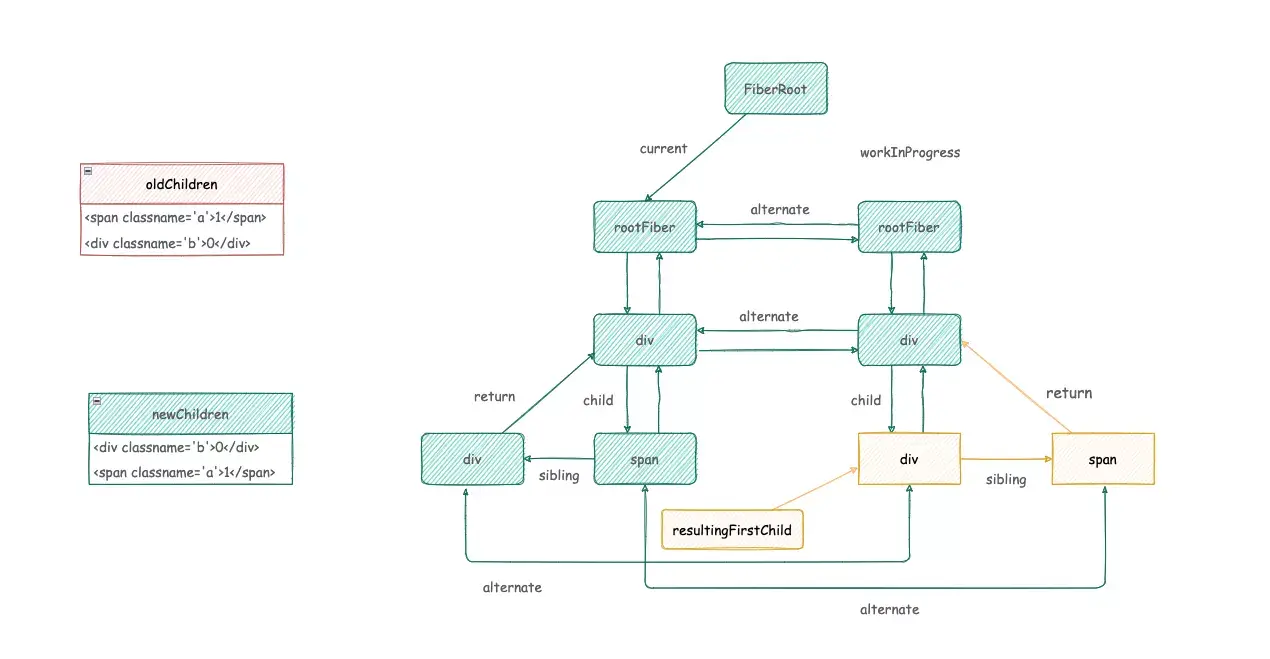 FiberRoot
current
workInProgress
oldChildren
<span classname='a'>1</span>
<div classname='b'>0</div>
rootFiber
alternate
rootFiber
div
alternate
div
newChildren
<div classname='b'>0</div>
<span classname='a'>1</span>
return
child
child
return
div
sibling
span
div
sibling
span
resultingFirstChild
alternate
alternate